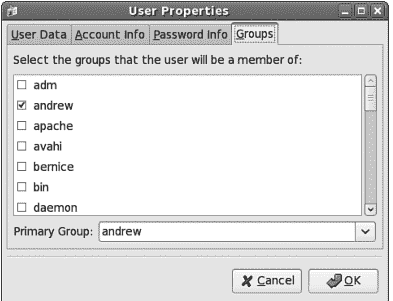 User Properties
User Data Account Info Password Info Groups
Select the groups that the user will be a member of:
adm
andrew
apache
avahi
bernice
bin
daemon
Primary Group: andrew
Cancel OK